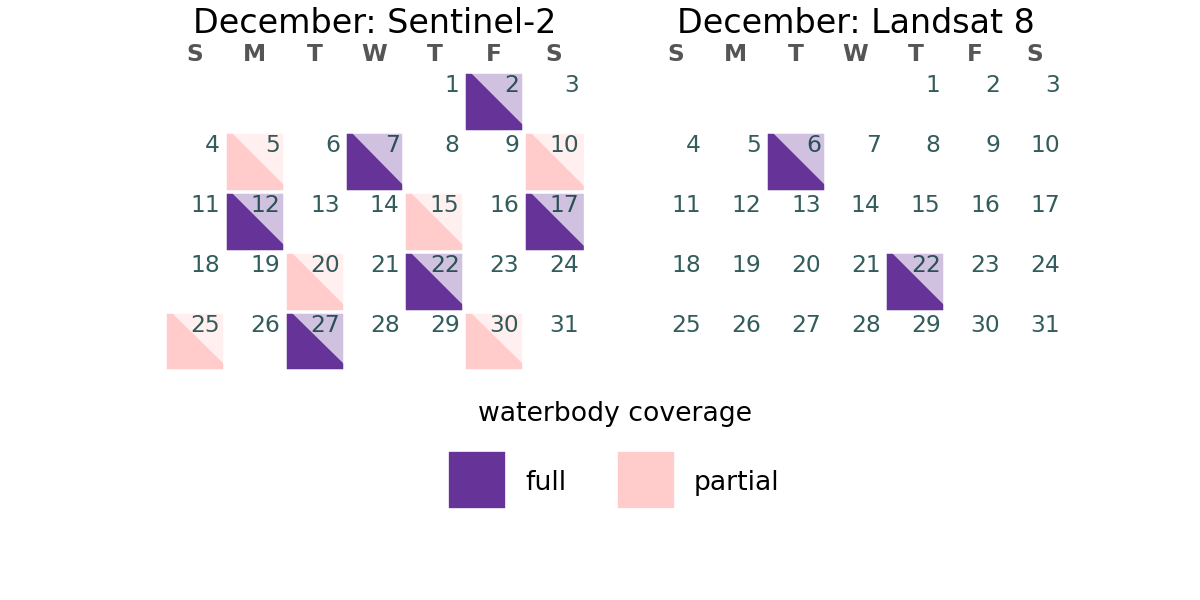 December: Sentinel-2
S M T W T F S
1 2 3
4 5 6 7 8 9 10
11 12 13 14 15 16 17
18 19 20 21 22 23 24
25 26 27 28 29 30 31
December: Landsat 8
S M T W T F S
1 2 3
4 5 6 7 8 9 10
11 12 13 14 15 16 17
18 19 20 21 22 23 24
25 26 27 28 29 30 31
waterbody coverage
full
partial